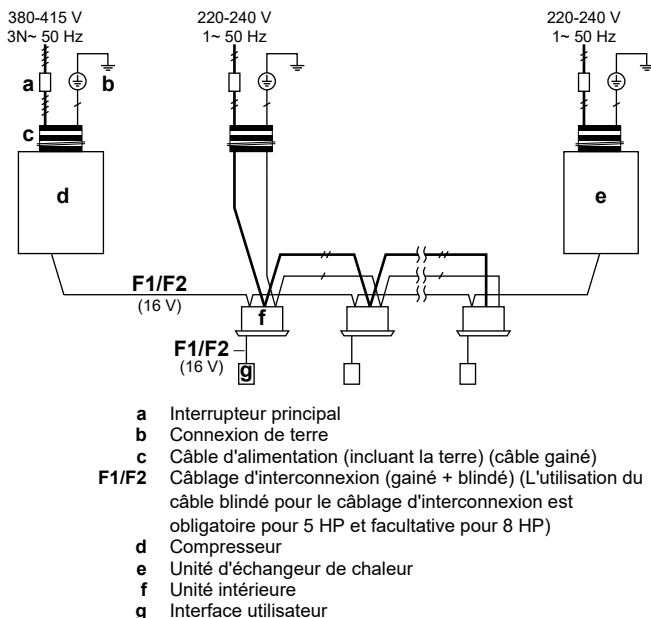 380-415 V
3N~ 50 Hz
220-240 V
1~ 50 Hz
220-240 V
1~ 50 Hz
a
b
c
d
e
F1/F2
(16 V)
f
F1/F2
(16 V)
g
a Interrupteur principal
b Connexion de terre
c Câble d'alimentation (incluant la terre) (câble gainé)
F1/F2 Câblage d'interconnexion (gainé + blindé) (L'utilisation du
câble blindé pour le câblage d'interconnexion est
obligatoire pour 5 HP et facultative pour 8 HP)
d Compresseur
e Unité d'échangeur de chaleur
f Unité intérieure
g Interface utilisateur